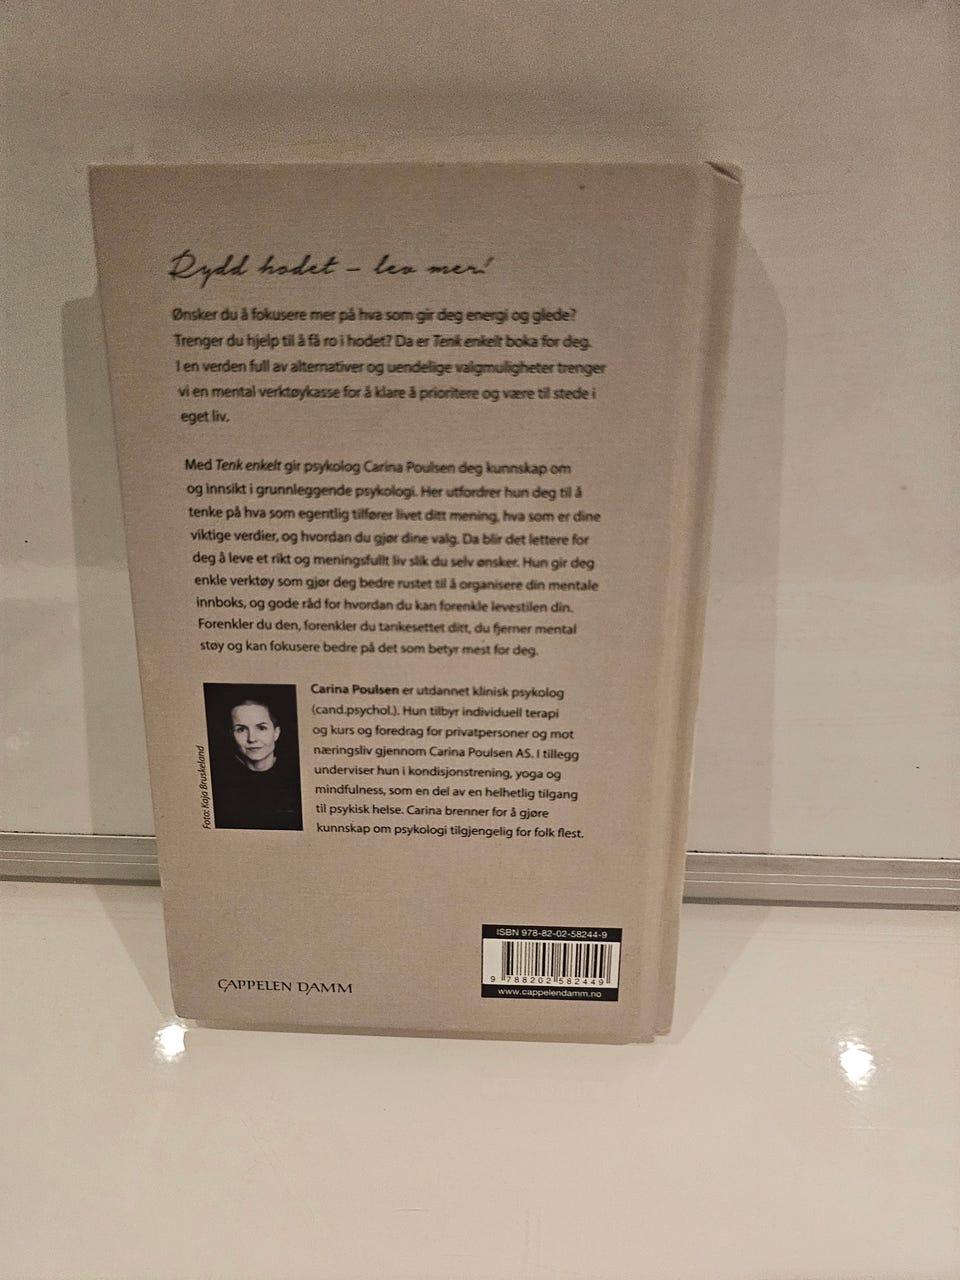 Rydd hodet – lev mer!
Ønsker du å fokusere mer på hva som gir deg energi og glede?
Trenger du hjelp til å få ro i hodet? Da er Tenk enkelt boka for deg.
I en verden full av alternativer og uendelige valgmuligheter trenger
vi en mental verktøykasse for å klare å prioritere og være til stede i
eget liv.
Med Tenk enkelt gir psykolog Carina Poulsen deg kunnskap om
og innsikt i grunnleggende psykologi. Her utfordrer hun deg til å
tenke på hva som egentlig tilfører livet ditt mening, hva som er dine
viktige verdier, og hvordan du gjør dine valg. Da blir det lettere for
deg å leve et rikt og meningsfullt liv slik du selv ønsker. Hun gir deg
enkle verktøy som gjør deg bedre rustet til å organisere din mentale
innboks, og gode råd for hvordan du kan forenkle levestilen din.
Forenkler du den, forenkler du tankesettet ditt, du fjerner mental
støy og kan fokusere bedre på det som betyr mest for deg.
Carina Poulsen er utdannet klinisk psykolog
(cand.psychol.). Hun tilbyr individuell terapi
og kurs og foredrag for privatpersoner og mot
næringsliv gjennom Carina Poulsen AS. I tillegg
underviser hun i kondisjonstrening, yoga og
mindfulness, som en del av en helhetlig tilgang
til psykisk helse. Carina brenner for å gjøre
kunnskap om psykologi tilgjengelig for folk flest.
Foto: Kaja Bruskeland
CAPPELEN DAMM
ISBN 978-82-02-58244-9
9 788202 582449
www.cappelendamm.no